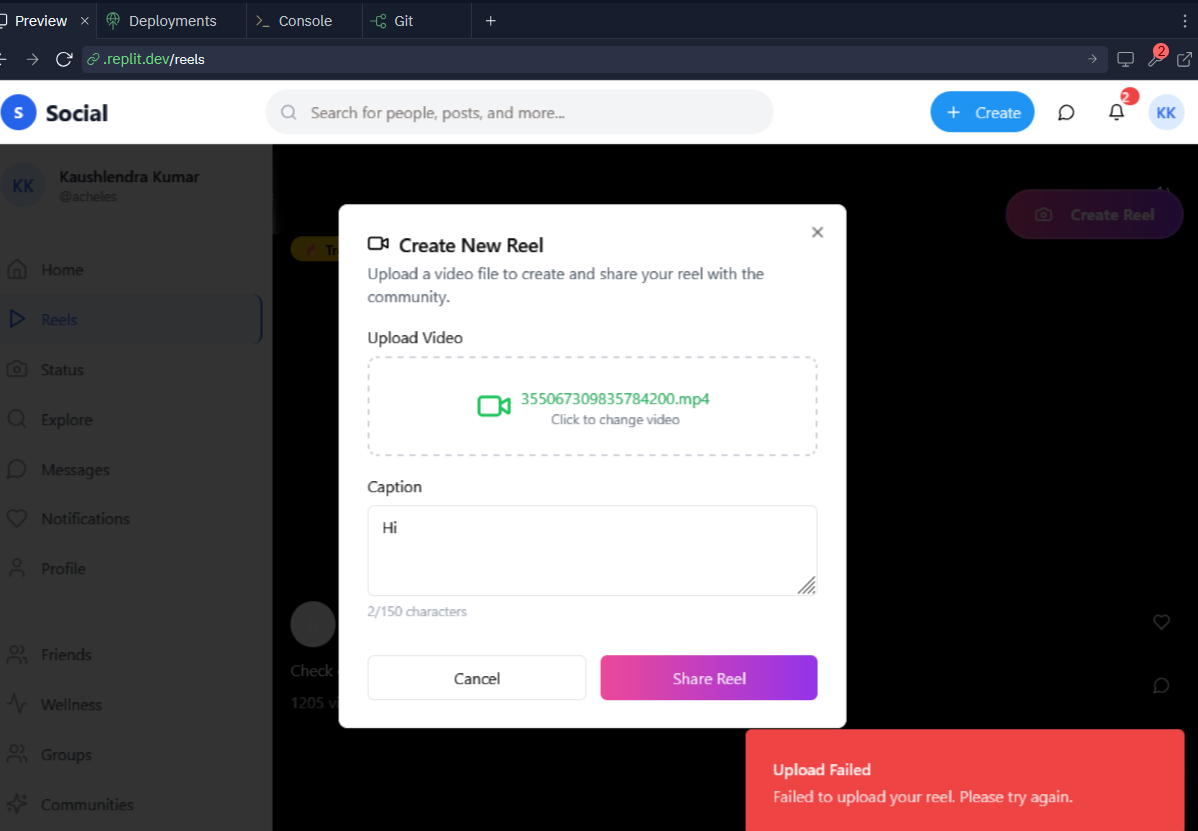 Preview
Deployments
Console
Git
.replit.dev/reels
2
S
Social
Search for people, posts, and more...
Create
2
KK
KK
Kaushlendra Kumar
@achelies
Create Reel
Home
Reels
Status
Explore
Messages
Notifications
Profile
Friends
Wellness
Groups
Communities
Create New Reel
Upload a video file to create and share your reel with the
community.
Upload Video
355067309835784200.mp4
Click to change video
Caption
Hi
2/150 characters
Cancel
Share Reel
Check
1205
Upload Failed
Failed to upload your reel. Please try again.